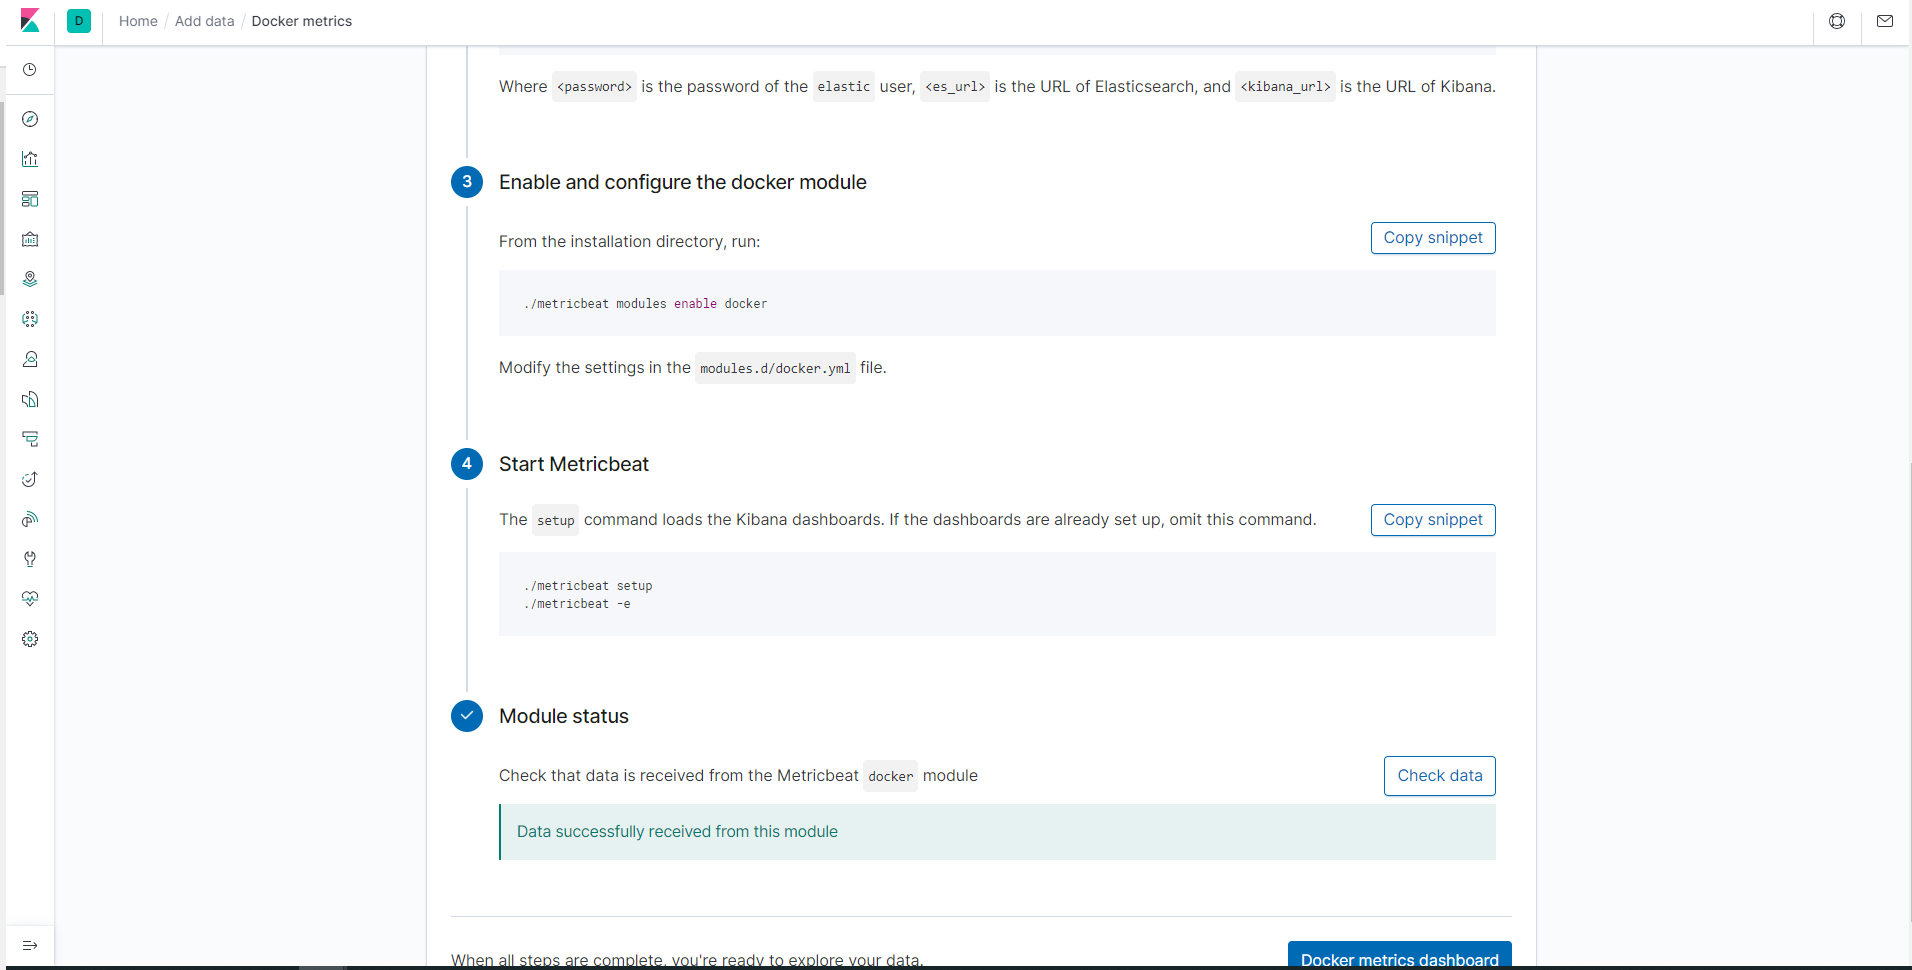 D Home / Add data / Docker metrics
Where <password> is the password of the elastic user, <es_url> is the URL of Elasticsearch, and <kibana_url> is the URL of Kibana.
3 Enable and configure the docker module
From the installation directory, run: Copy snippet
./metricbeat modules enable docker
Modify the settings in the modules.d/docker.yml file.
4 Start Metricbeat
The setup command loads the Kibana dashboards. If the dashboards are already set up, omit this command. Copy snippet
./metricbeat setup
./metricbeat -e
Module status
Check that data is received from the Metricbeat docker module Check data
Data successfully received from this module
When all steps are complete, you're ready to explore your data. Docker metrics dashboard